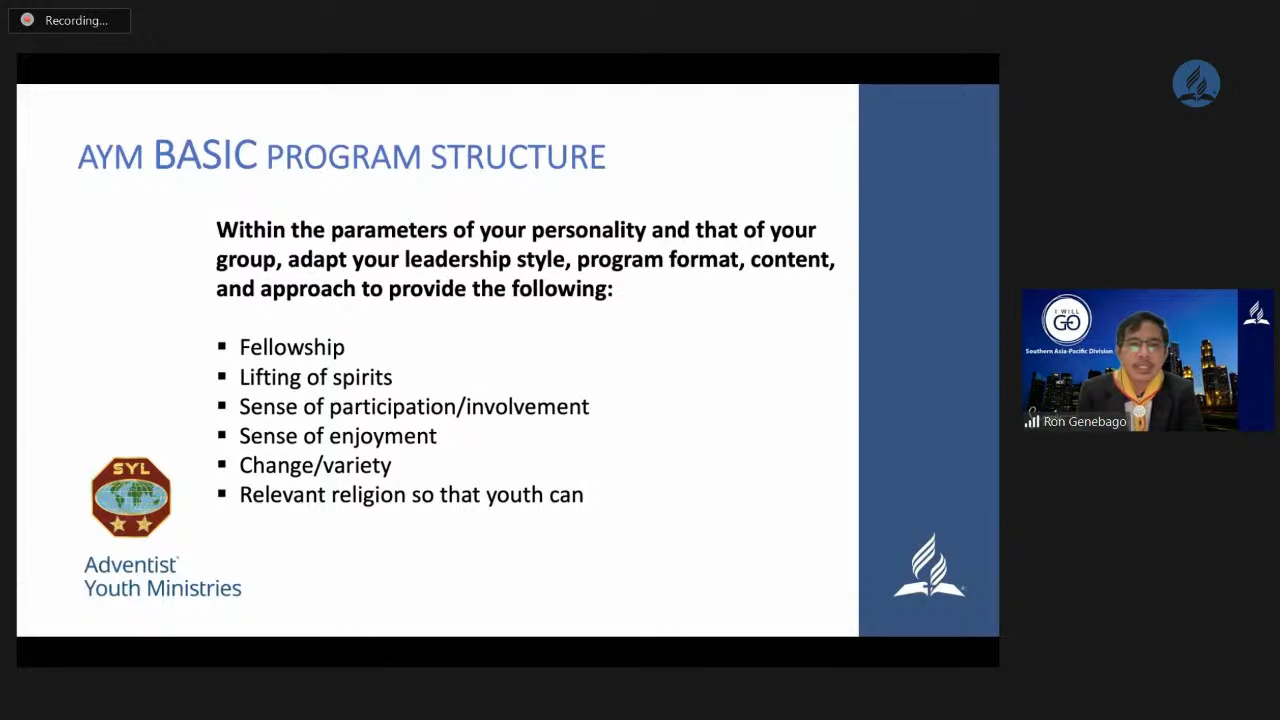 Recording...
AYM BASIC PROGRAM STRUCTURE
Within the parameters of your personality and that of your
group, adapt your leadership style, program format, content,
and approach to provide the following:
▪ Fellowship
▪ Lifting of spirits
▪ Sense of participation/involvement
▪ Sense of enjoyment
▪ Change/variety
▪ Relevant religion so that youth can
SYL
Adventist
Youth Ministries
I WILL
GO
Southern Asia-Pacific Division
Ron Genebago